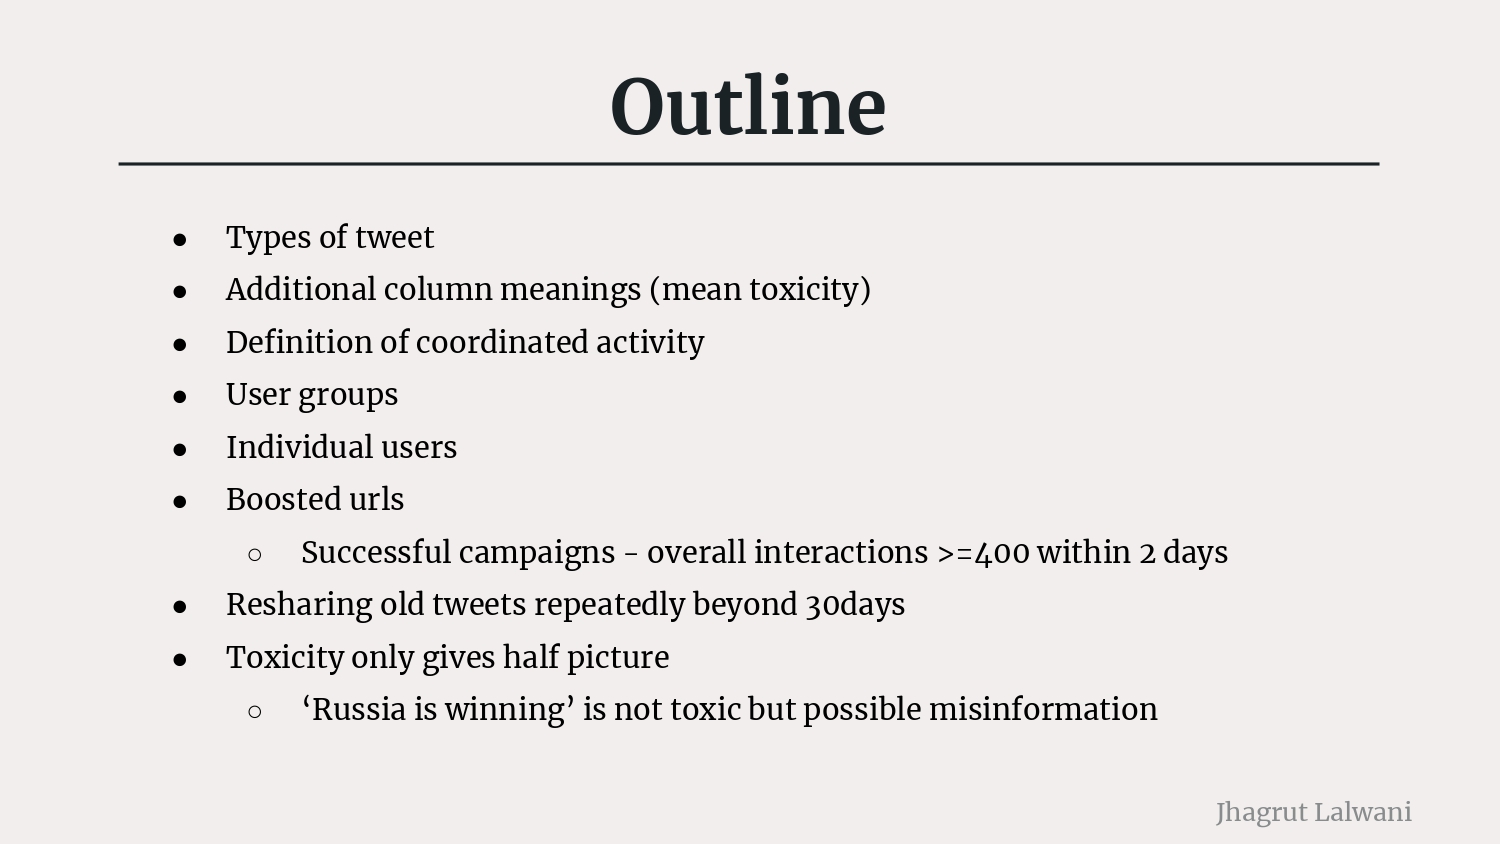 Outline
● Types of tweet
● Additional column meanings (mean toxicity)
● Definition of coordinated activity
● User groups
● Individual users
● Boosted urls
○ Successful campaigns - overall interactions >=400 within 2 days
● Resharing old tweets repeatedly beyond 30days
● Toxicity only gives half picture
○ ‘Russia is winning’ is not toxic but possible misinformation
Jhagrut Lalwani